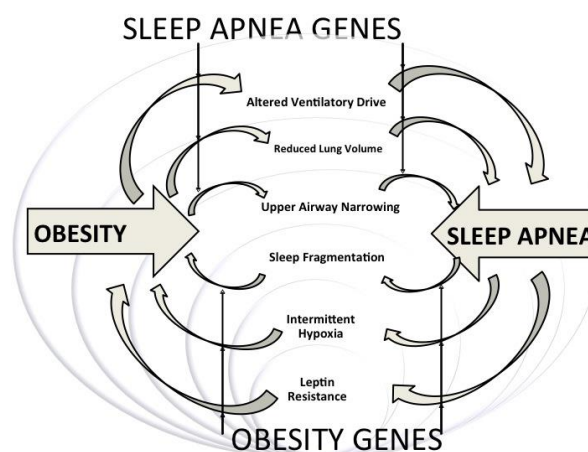 SLEEP APNEA GENES
Altered Ventilatory Drive
Reduced Lung Volume
Upper Airway Narrowing
OBESITY
SLEEP APNEA
Sleep Fragmentation
Intermittent
Hypoxia
Leptin
Resistance
OBESITY GENES